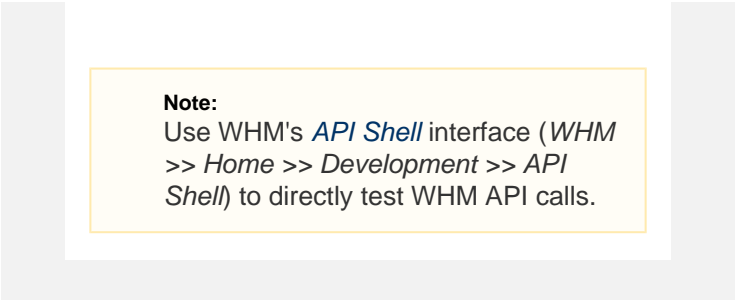 Note:
Use WHM's API Shell interface (WHM
>> Home >> Development >> API
Shell) to directly test WHM API calls.